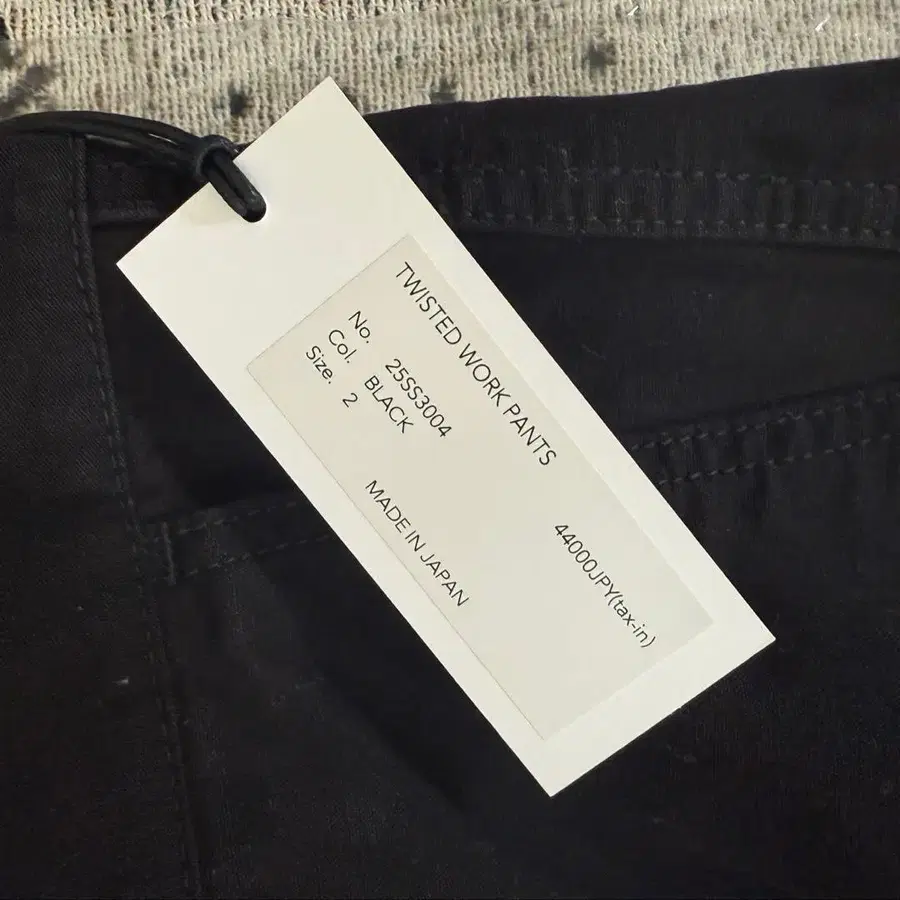 TWISTED WORK PANTS
No. 25SS3004
Col. BLACK
Size. 2
44000JPY(tax-in)
MADE IN JAPAN